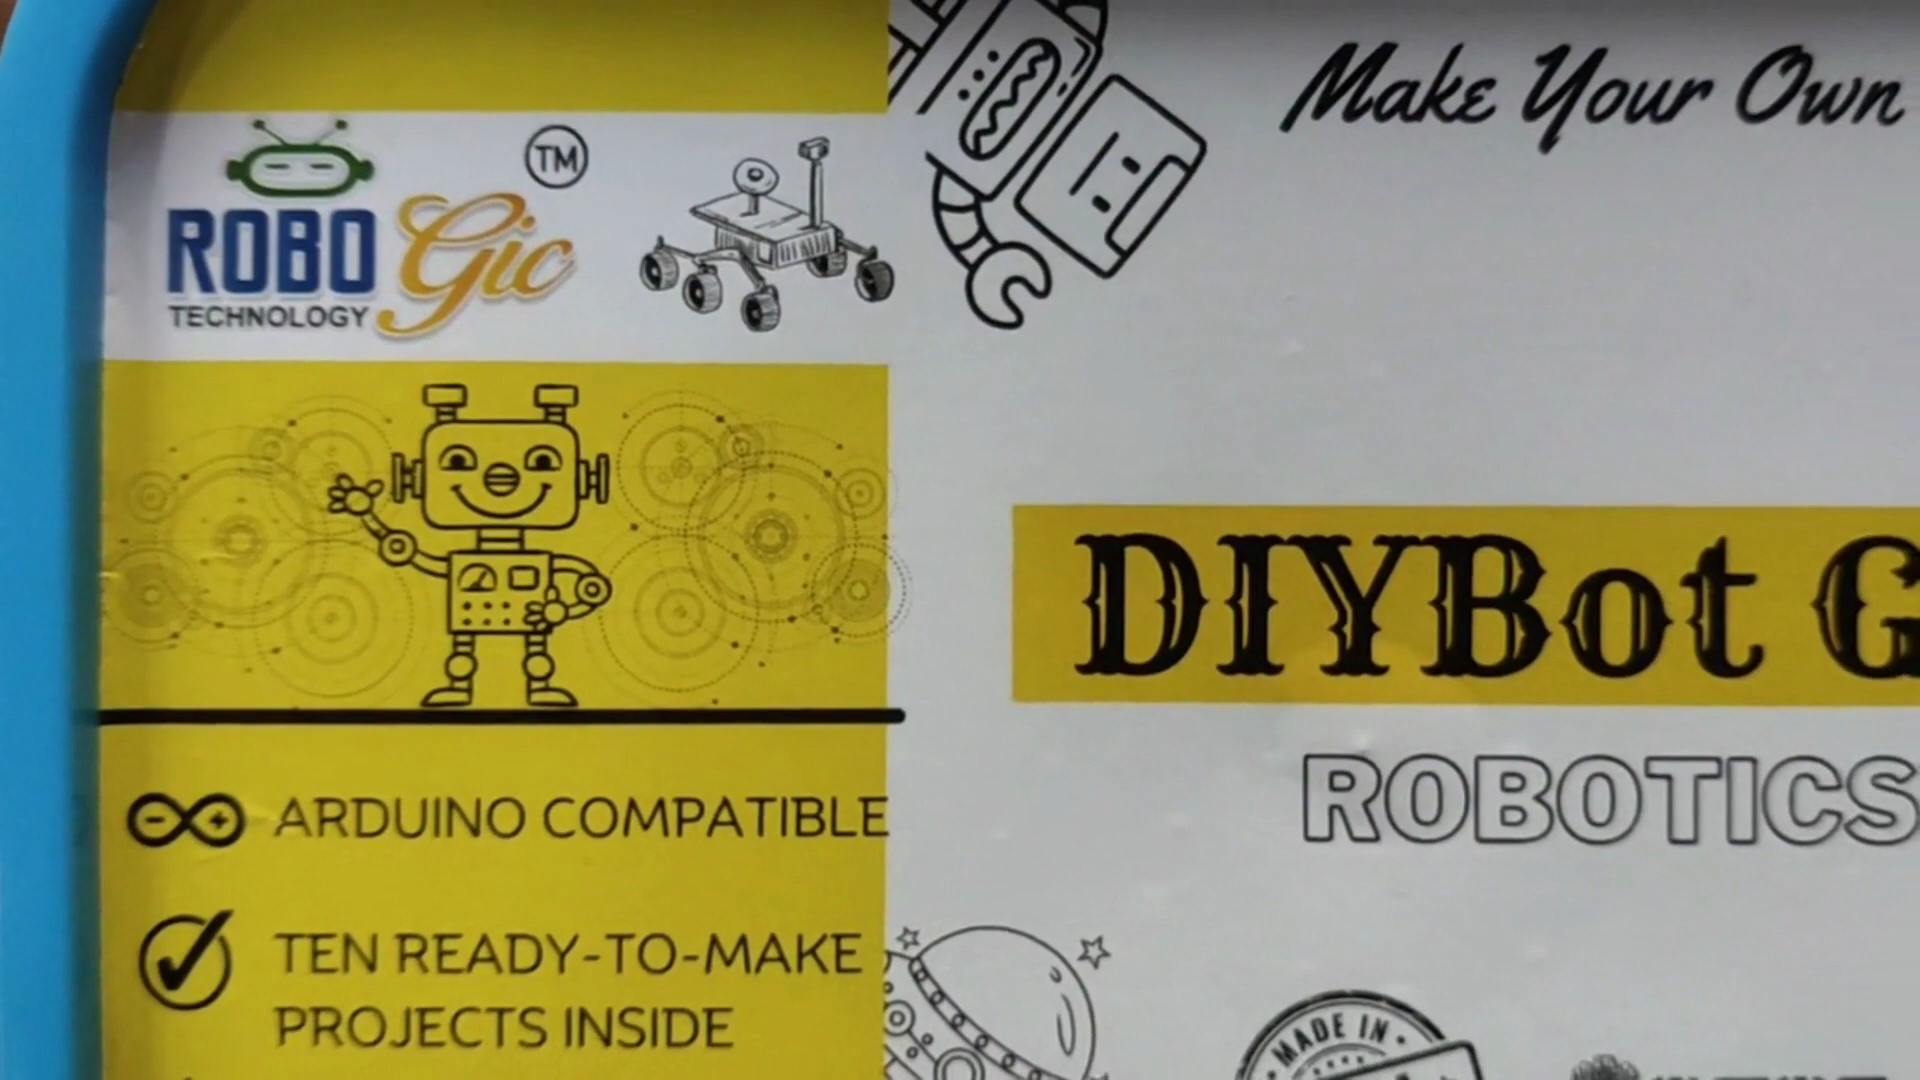 TM
ROBO Gic
TECHNOLOGY
ARDUINO COMPATIBLE
TEN READY-TO-MAKE
PROJECTS INSIDE
Make Your Own
DIYBot G
ROBOTICS
MADE IN